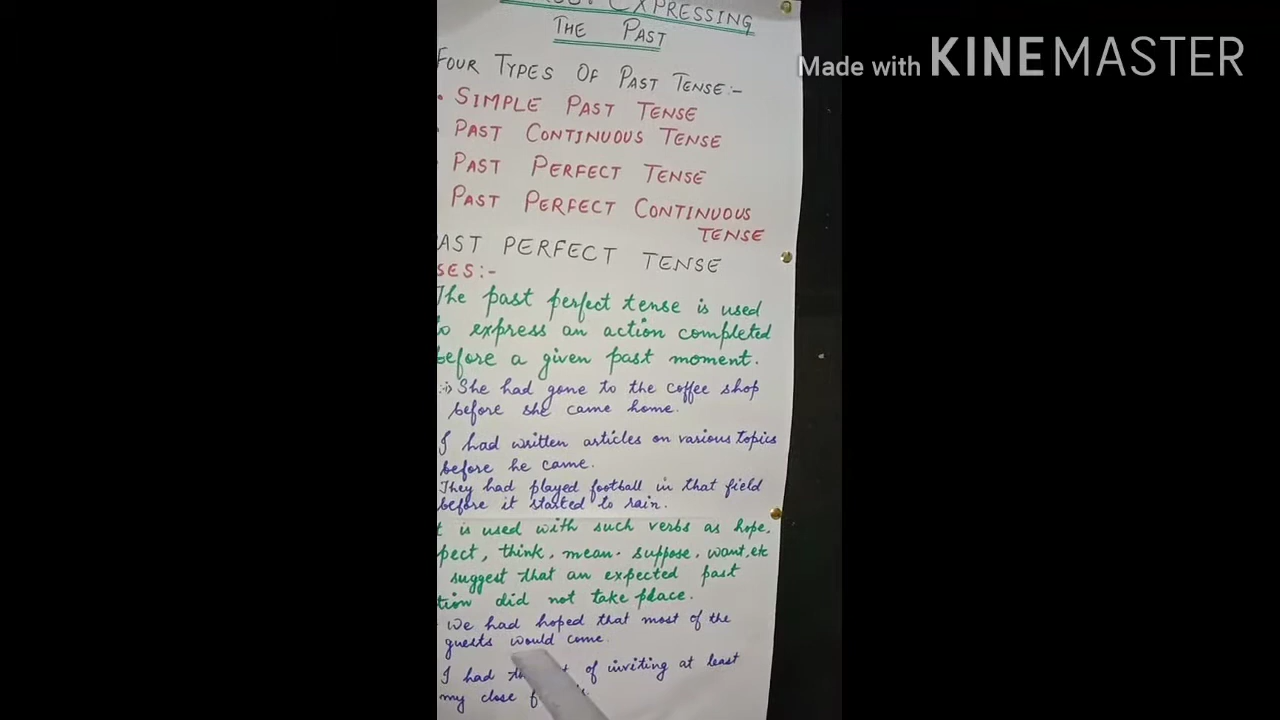 EXPRESSING
THE PAST
Made with KINEMASTER
FOUR TYPES OF PAST TENSE:-
• SIMPLE PAST TENSE
• PAST CONTINUOUS TENSE
PAST PERFECT TENSE
PAST PERFECT CONTINUOUS
TENSE
AST PERFECT TENSE
SES:-
The past perfect tense is used
to express an action completed
before a given past moment.
:-i) She had gone to the coffee shop
before she came home.
I had written articles on various topics
before he came.
They had played football in that field
before it started to rain.
t is used with such verbs as hope,
pect, think, mean, suppose, want, etc
suggest that an expected past
tion did not take place.
We had hoped that most of the
guests would come.
I had of inviting at least
my close